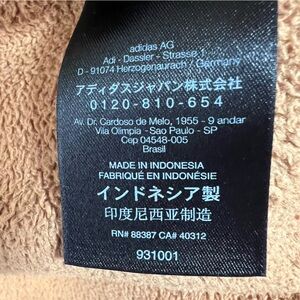 adidas AG
Adi - Dassler - Strasse 1
D - 91074 Herzogenaurach / Germany
アディダスジャパン株式会社
0120-810-654
Av. Dr. Cardoso de Melo, 1955 - 9 andar
Vila Olímpia - Sao Paulo - SP
Cep 04548-005
Brasil
MADE IN INDONESIA
FABRIQUÉ EN INDONÉSIE
インドネシア製
印度尼西亚制造
RN# 88387 CA# 40312
931001